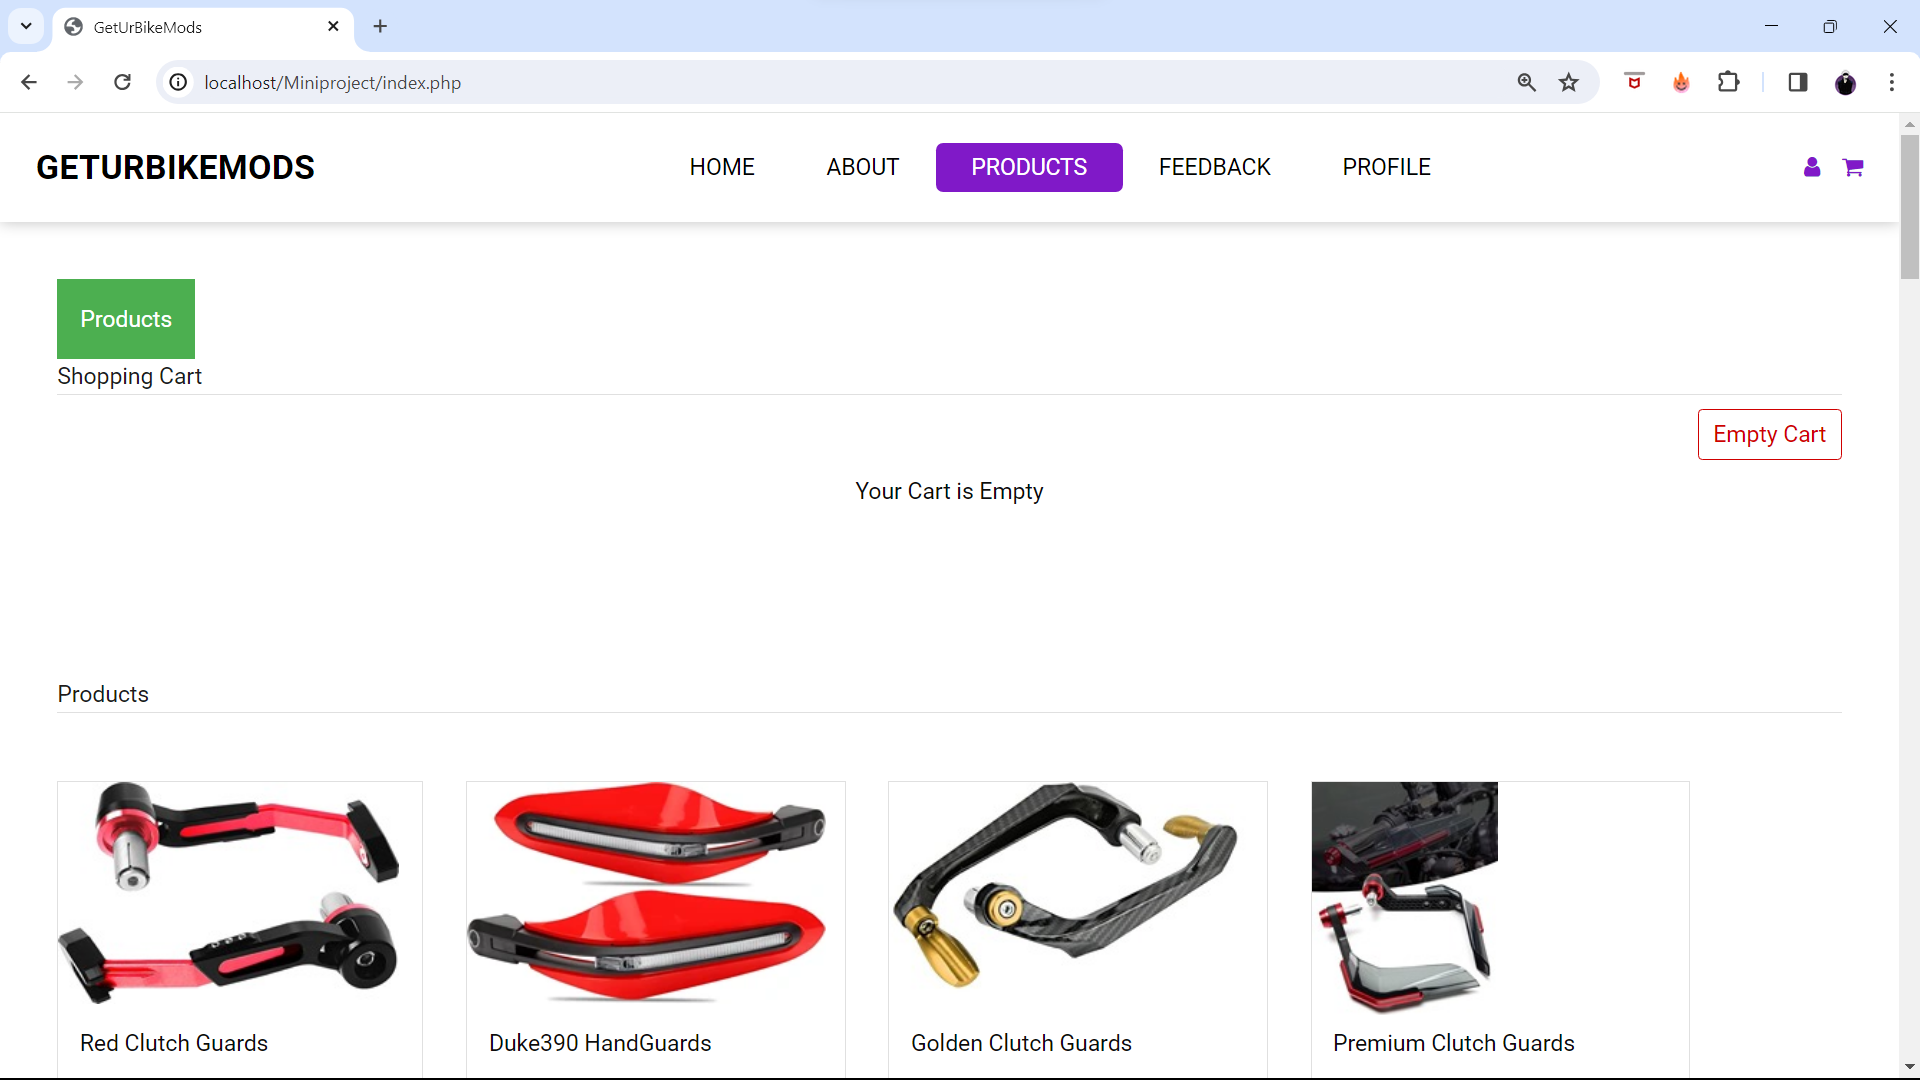 GetUrBikeMods
localhost/Miniproject/index.php
GETURBIKEMODS
HOME
ABOUT
PRODUCTS
FEEDBACK
PROFILE
Products
Shopping Cart
Empty Cart
Your Cart is Empty
Products
Red Clutch Guards
Duke390 HandGuards
Golden Clutch Guards
Premium Clutch Guards